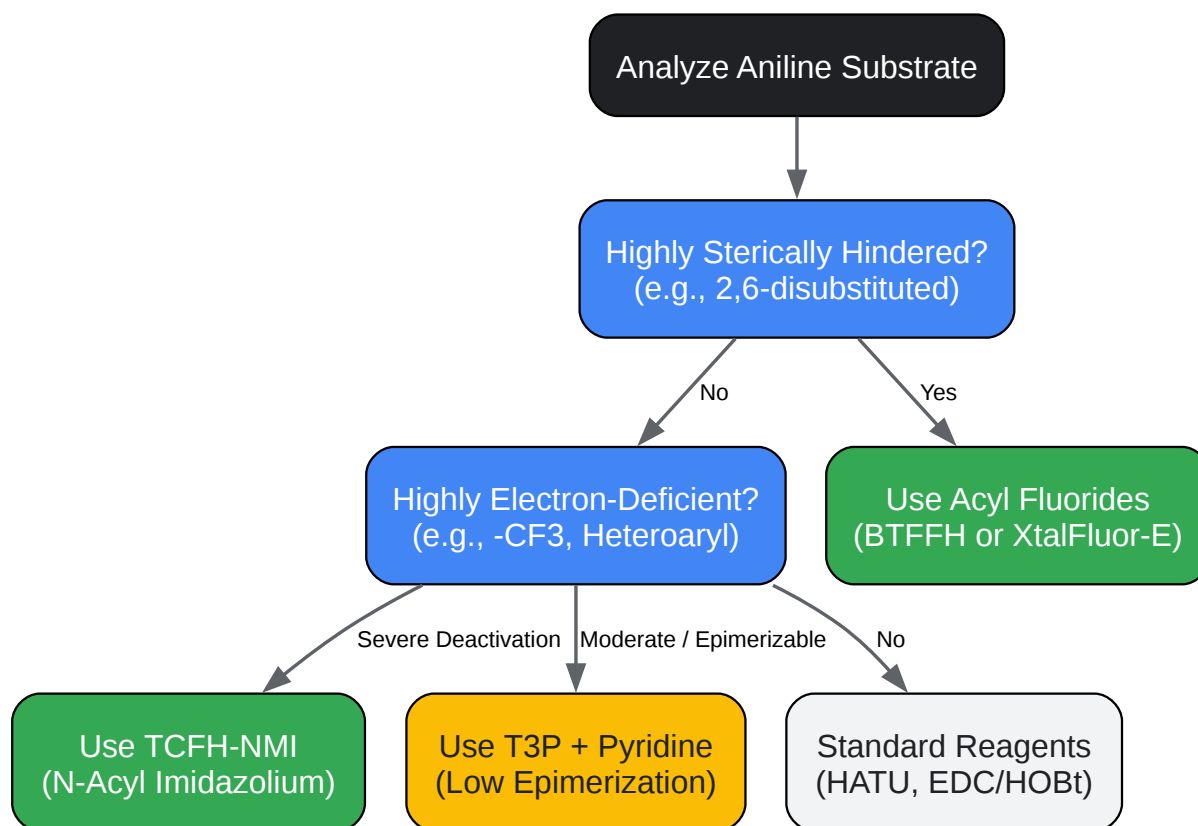 Analyze Aniline Substrate
Highly Sterically Hindered?
(e.g., 2,6-disubstituted)
No
Yes
Highly Electron-Deficient?
(e.g., -CF3, Heteroaryl)
Use Acyl Fluorides
(BTFFH or XtalFluor-E)
Severe Deactivation
Moderate / Epimerizable
No
Use TCFH-NMI
(N-Acyl Imidazolium)
Use T3P + Pyridine
(Low Epimerization)
Standard Reagents
(HATU, EDC/HOBt)